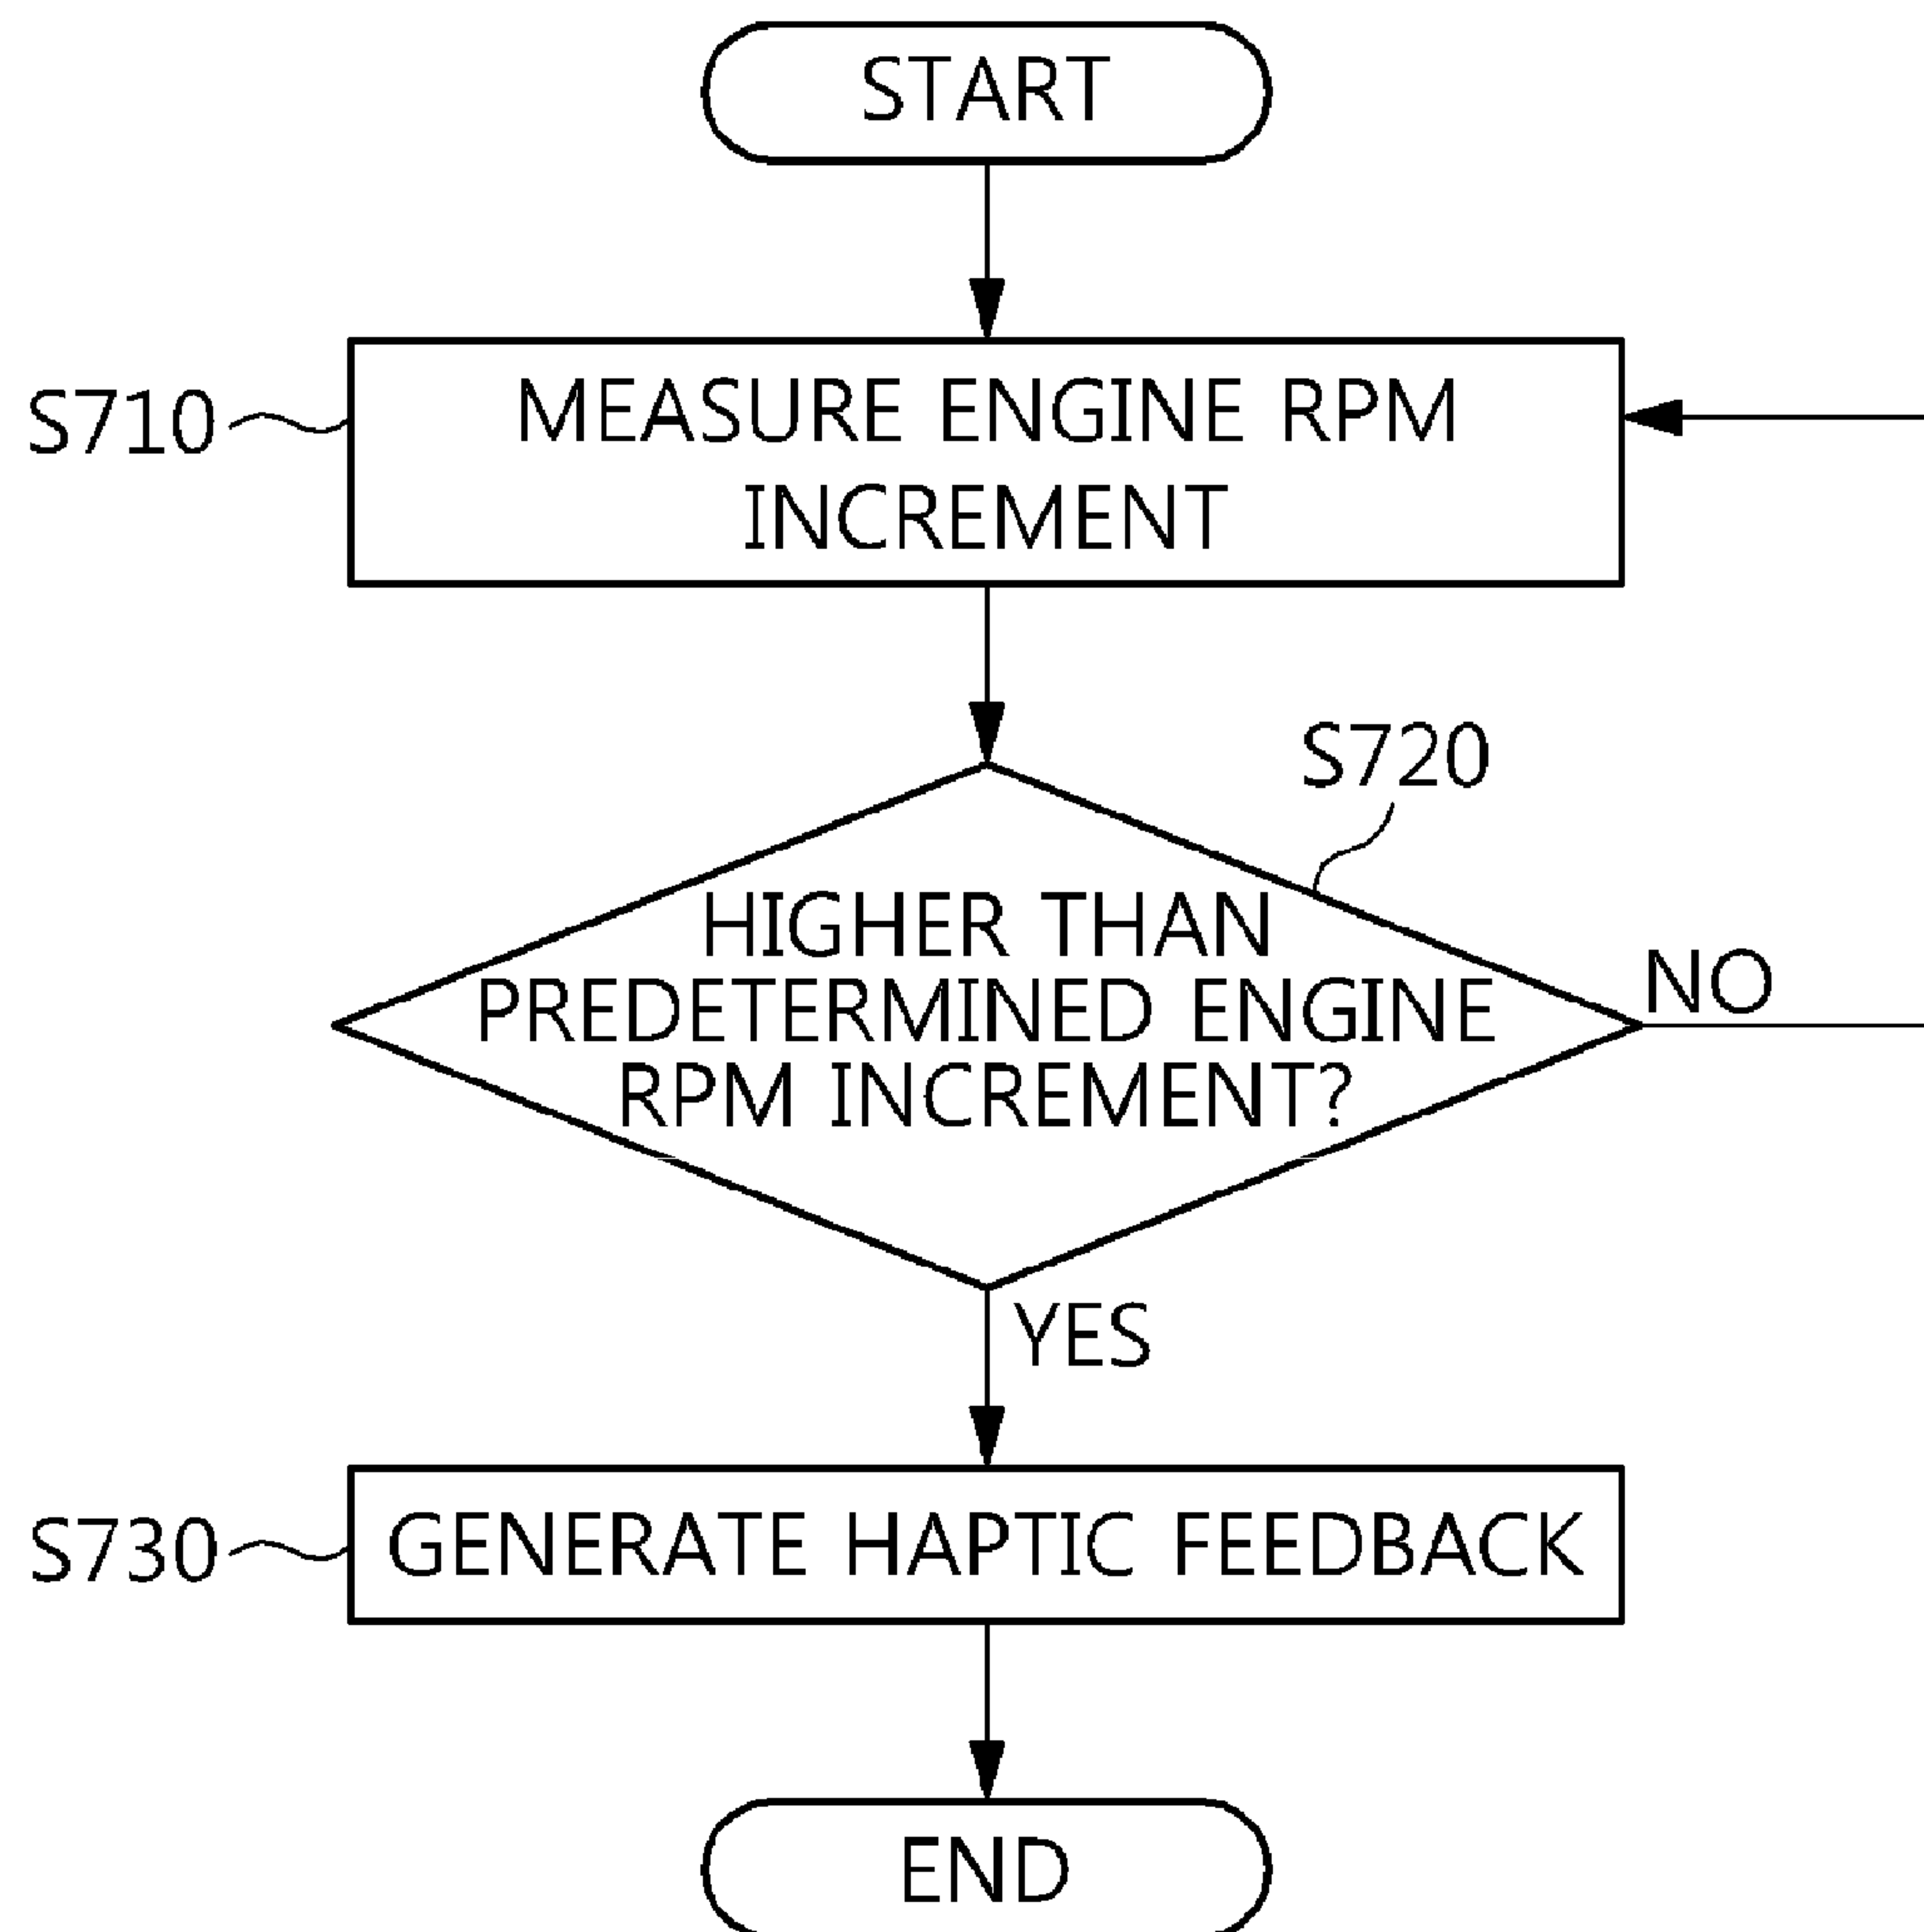 START
S710
MEASURE ENGINE RPM
INCREMENT
S720
HIGHER THAN
PREDETERMINED ENGINE
RPM INCREMENT?
NO
YES
S730
GENERATE HAPTIC FEEDBACK
END